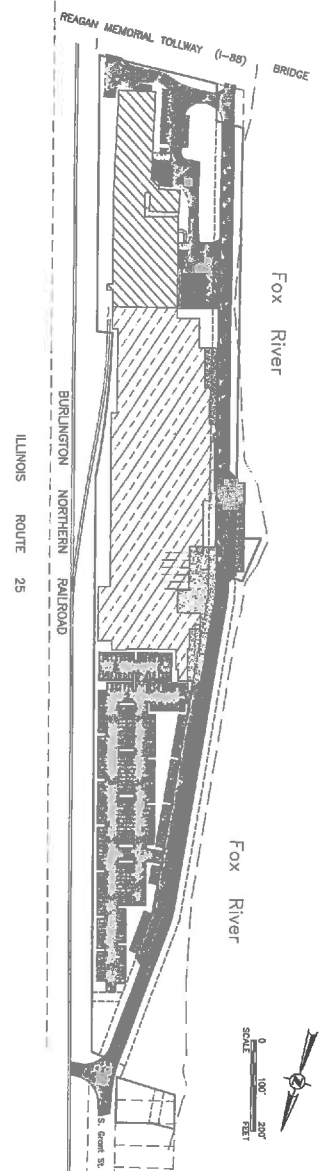 REAGAN MEMORIAL TOLLWAY (I-88)
BRIDGE
Fox River
BURLINGTON NORTHERN RAILROAD
ILLINOIS ROUTE 25
Fox River
0 100' 200'
SCALE FEET
N
S. Grant St.